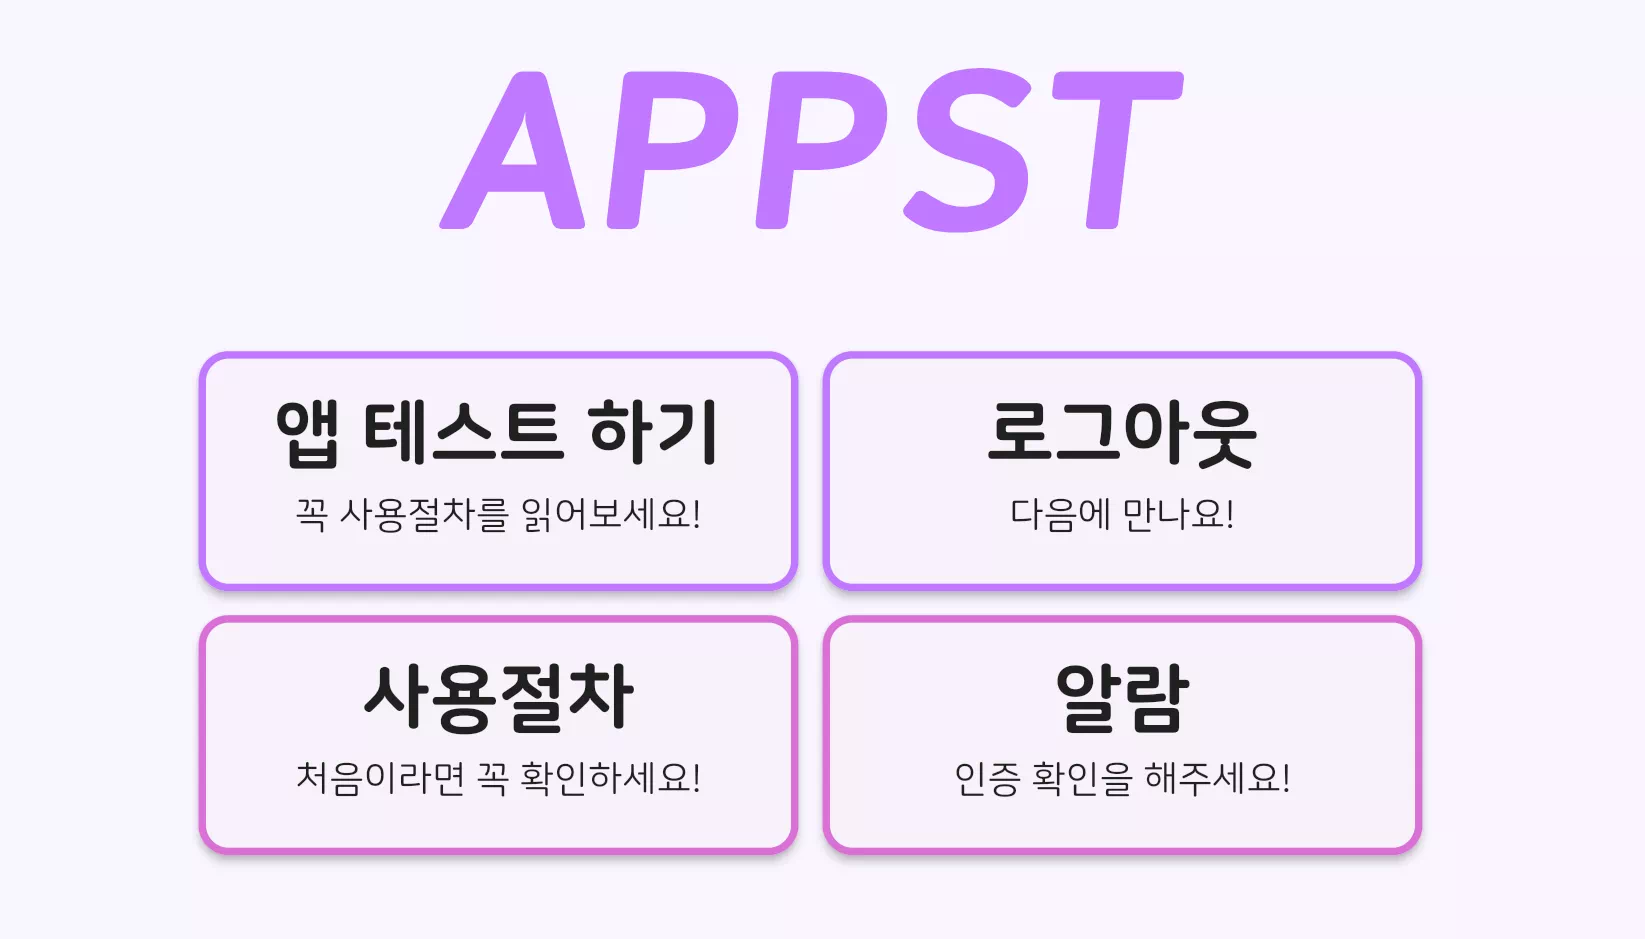 APPST
앱 테스트 하기
꼭 사용절차를 읽어보세요!
로그아웃
다음에 만나요!
사용절차
처음이라면 꼭 확인하세요!
알람
인증 확인을 해주세요!